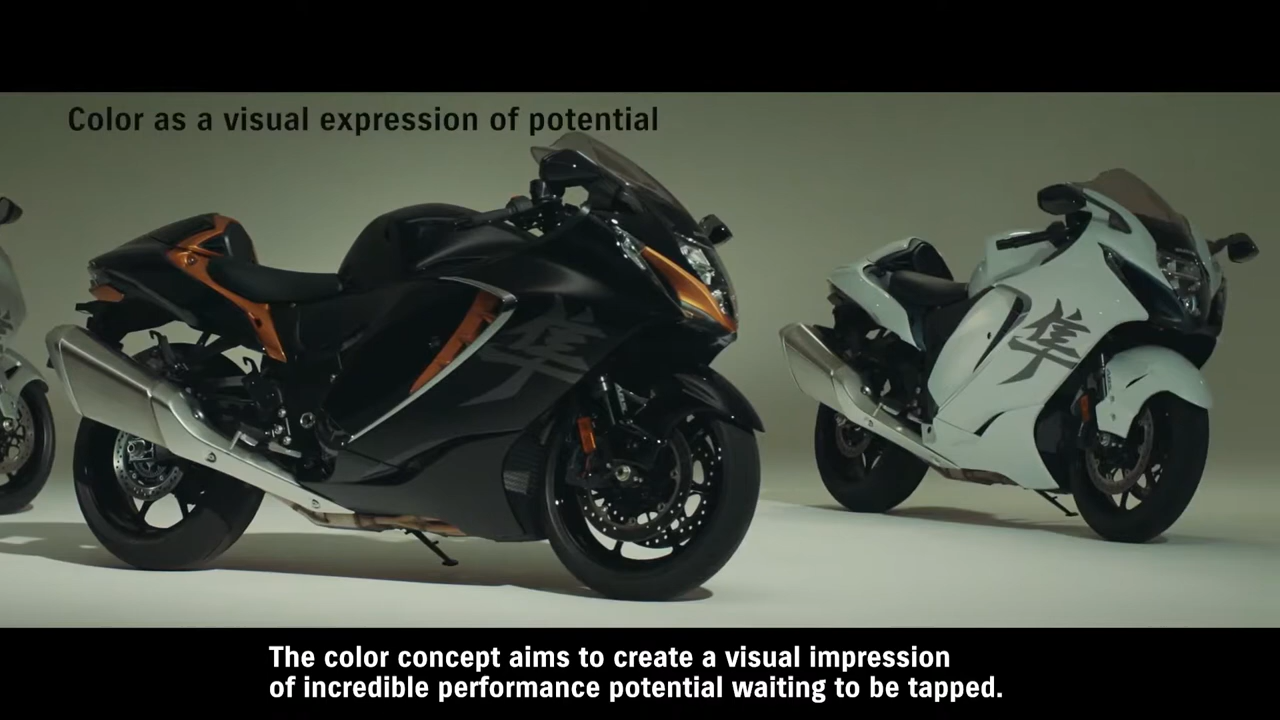 Color as a visual expression of potential
隼
隼
The color concept aims to create a visual impression
of incredible performance potential waiting to be tapped.